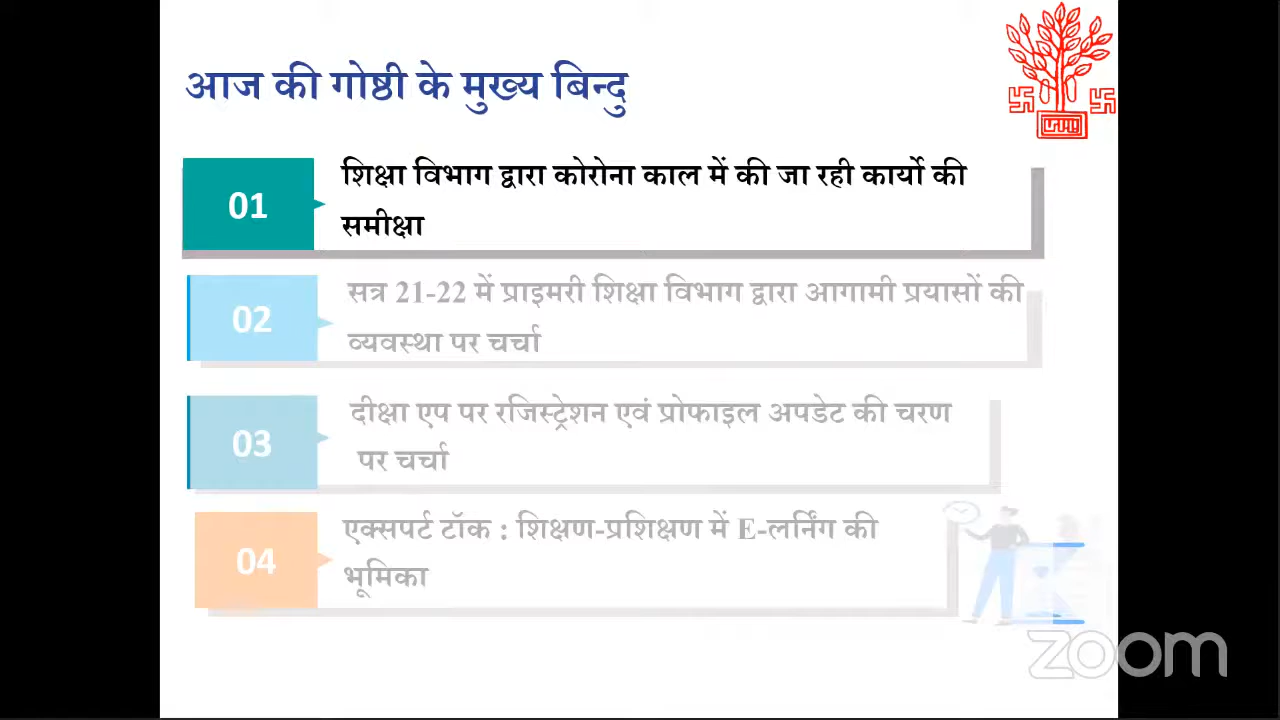 आज की गोष्ठी के मुख्य बिन्दु
01
शिक्षा विभाग द्वारा कोरोना काल में की जा रही कार्यो की
समीक्षा
02
सत्र 21-22 में प्राइमरी शिक्षा विभाग द्वारा आगामी प्रयासों की
व्यवस्था पर चर्चा
03
दीक्षा एप पर रजिस्ट्रेशन एवं प्रोफाइल अपडेट की चरण
पर चर्चा
04
एक्सपर्ट टॉक : शिक्षण-प्रशिक्षण में E-लर्निंग की
भूमिका
zoom